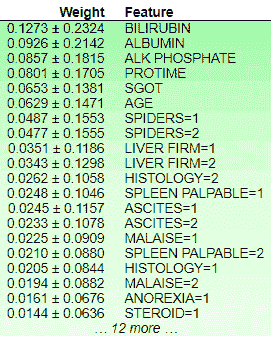 Weight Feature
0.1273 ± 0.2324 BILIRUBIN
0.0926 ± 0.2142 ALBUMIN
0.0857 ± 0.1815 ALK PHOSPHATE
0.0801 ± 0.1705 PROTIME
0.0653 ± 0.1381 SGOT
0.0629 ± 0.1471 AGE
0.0487 ± 0.1553 SPIDERS=1
0.0477 ± 0.1555 SPIDERS=2
0.0351 ± 0.1186 LIVER FIRM=1
0.0343 ± 0.1298 LIVER FIRM=2
0.0262 ± 0.1058 HISTOLOGY=2
0.0248 ± 0.1046 SPLEEN PALPABLE=1
0.0245 ± 0.1157 ASCITES=1
0.0233 ± 0.1078 ASCITES=2
0.0225 ± 0.0909 MALAISE=1
0.0210 ± 0.0880 SPLEEN PALPABLE=2
0.0205 ± 0.0844 HISTOLOGY=1
0.0194 ± 0.0882 MALAISE=2
0.0161 ± 0.0676 ANOREXIA=1
0.0144 ± 0.0636 STEROID=1
… 12 more …